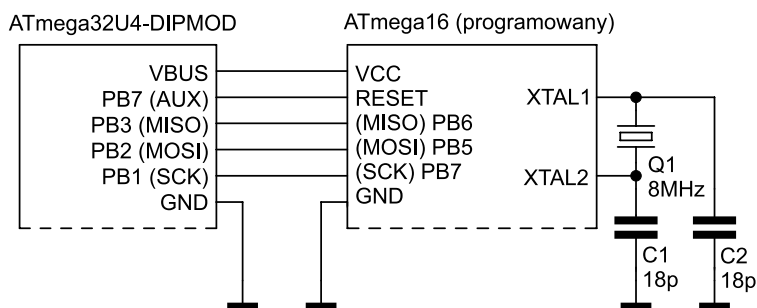 ATmega32U4-DIPMOD
VBUS
PB7 (AUX)
PB3 (MISO)
PB2 (MOSI)
PB1 (SCK)
GND
ATmega16 (programowany)
VCC
RESET
(MISO) PB6
(MOSI) PB5
(SCK) PB7
GND
XTAL1
XTAL2
Q1
8MHz
C1
18p
C2
18p